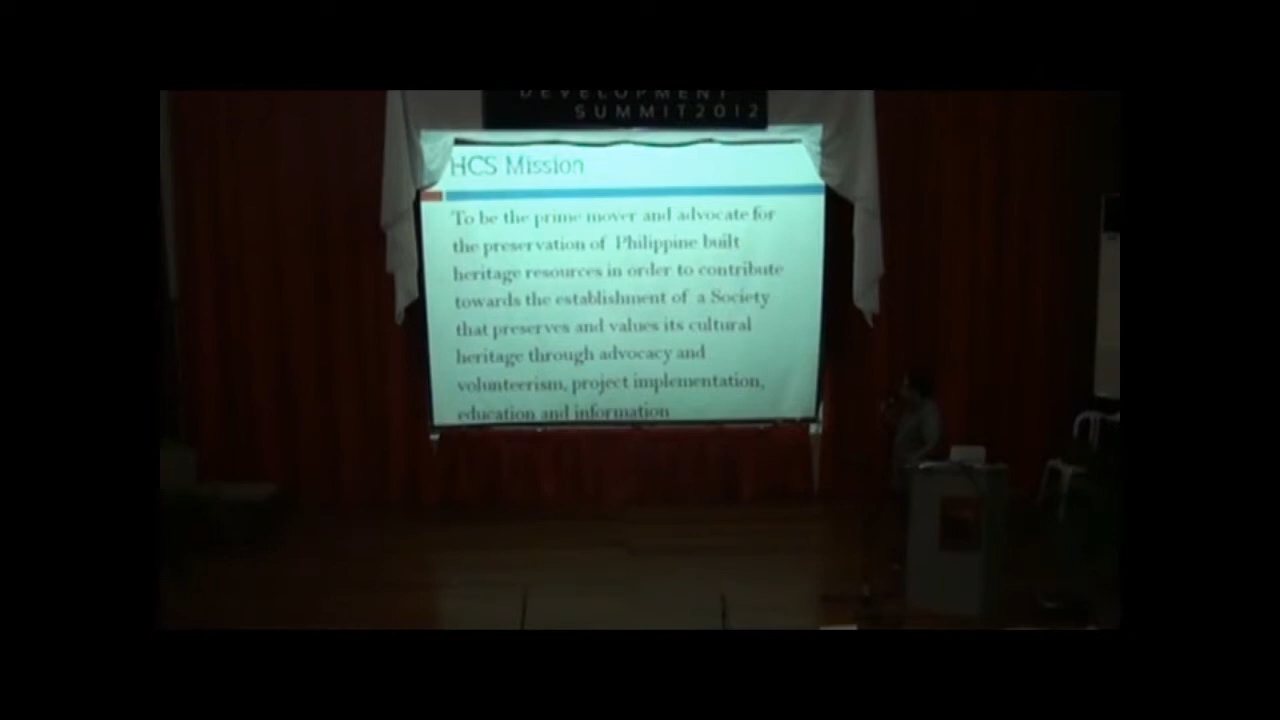 DEVELOPMENT
SUMMIT2012
HCS Mission
To be the prime mover and advocate for
the preservation of Philippine built
heritage resources in order to contribute
towards the establishment of a Society
that preserves and values its cultural
heritage through advocacy and
volunteerism, project implementation,
education and information